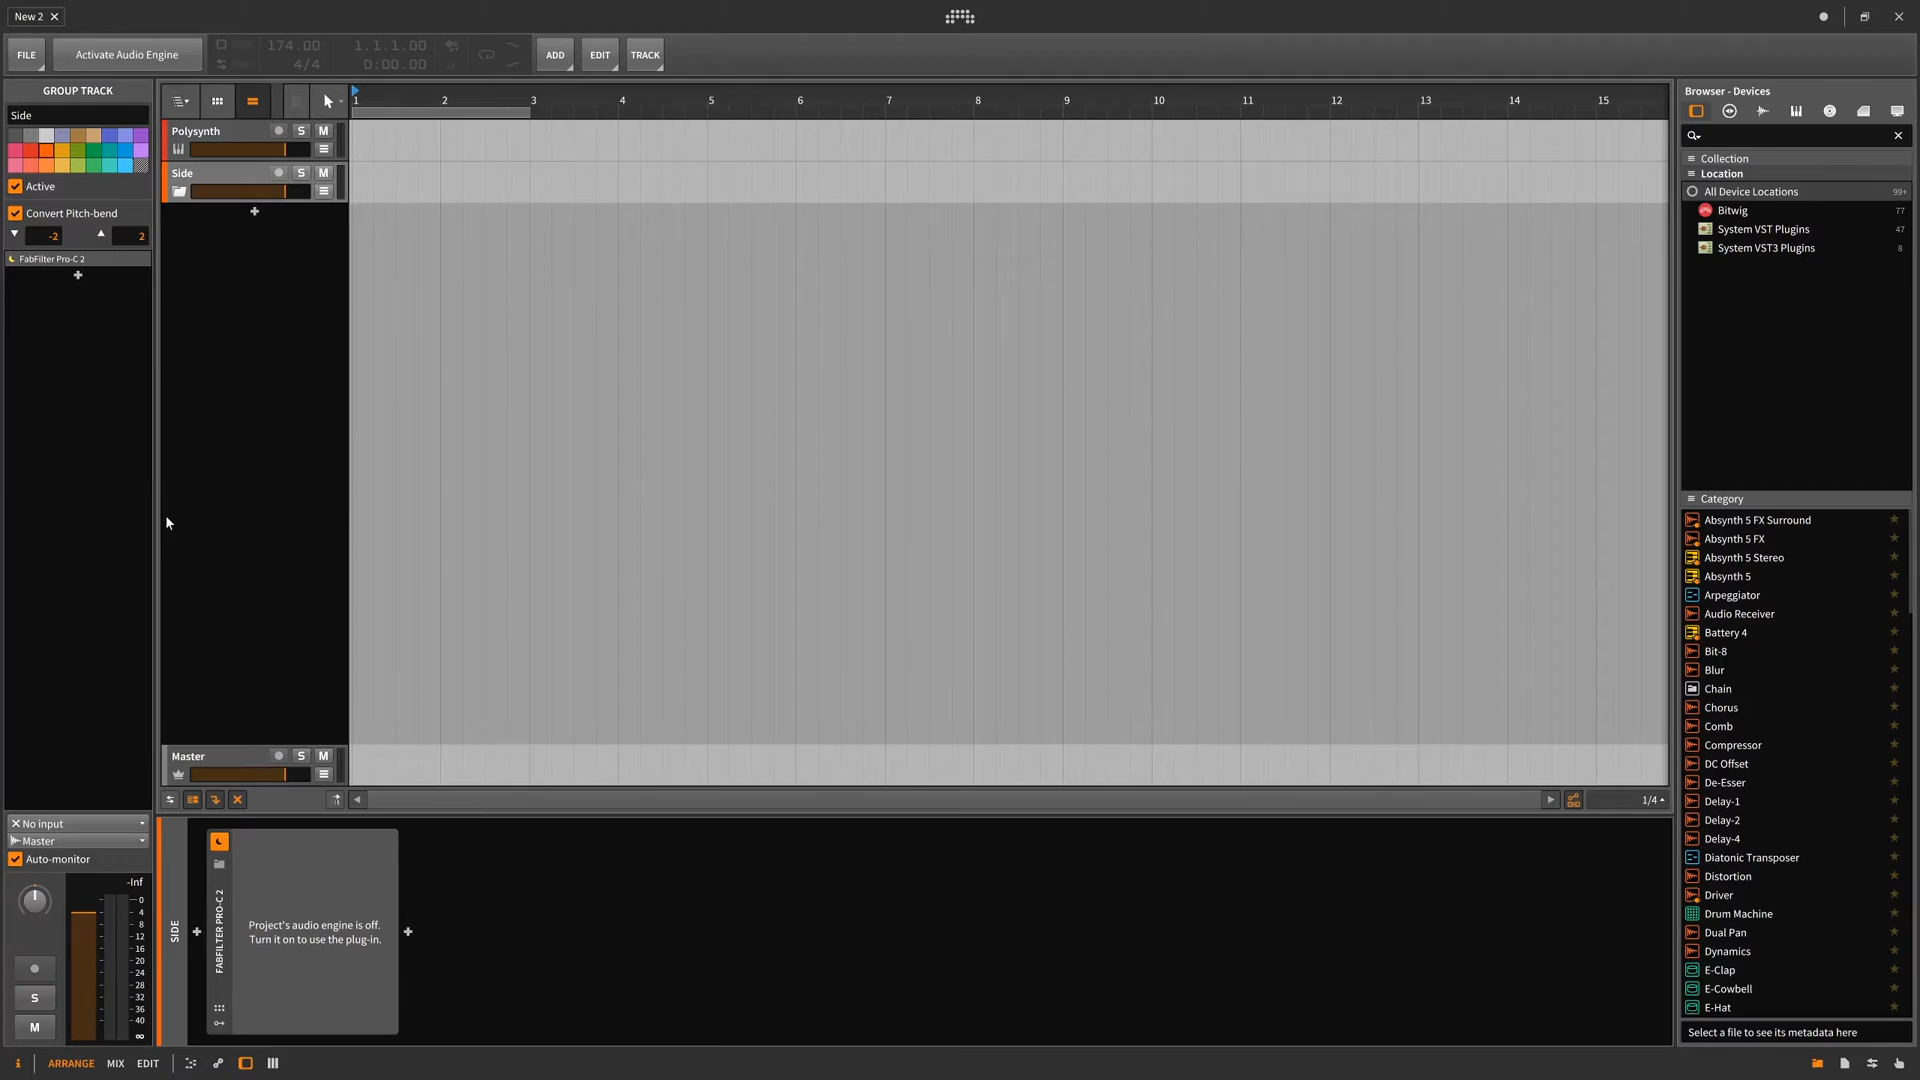 New 2
FILE
Activate Audio Engine
174.00
4/4
1.1.1.00
0:00.00
ADD
EDIT
TRACK
GROUP TRACK
Side
Active
Convert Pitch-bend
-2
2
FabFilter Pro-C 2
No input
Master
Auto-monitor
-Inf
0
4
8
12
16
20
24
28
32
36
40
∞
S
M
1 2 3 4 5 6 7 8 9 10 11 12 13 14 15
Polysynth S M
Side S M
Master S M
1/4
SIDE
FABFILTER PRO-C 2
Project's audio engine is off.
Turn it on to use the plug-in.
Browser - Devices
Collection
Location
All Device Locations 99+
Bitwig 77
System VST Plugins 47
System VST3 Plugins 8
Category
Absynth 5 FX Surround
Absynth 5 FX
Absynth 5 Stereo
Absynth 5
Arpeggiator
Audio Receiver
Battery 4
Bit-8
Blur
Chain
Chorus
Comb
Compressor
DC Offset
De-Esser
Delay-1
Delay-2
Delay-4
Diatonic Transposer
Distortion
Driver
Drum Machine
Dual Pan
Dynamics
E-Clap
E-Cowbell
E-Hat
Select a file to see its metadata here
i
ARRANGE
MIX
EDIT